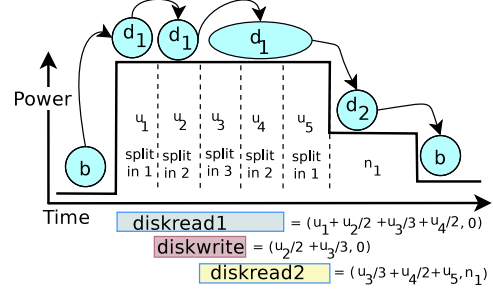 d1 d1 d1
Power
d2
u1 u2 u3 u4 u5
b
split in 1 split in 2 split in 3 split in 2 split in 1
n1
b
Time
diskread1 = (u1+ u2/2 +u3/3+u4/2, 0)
diskwrite = (u2/2 +u3/3, 0)
diskread2 = (u3/3+u4/2+u5, n1)